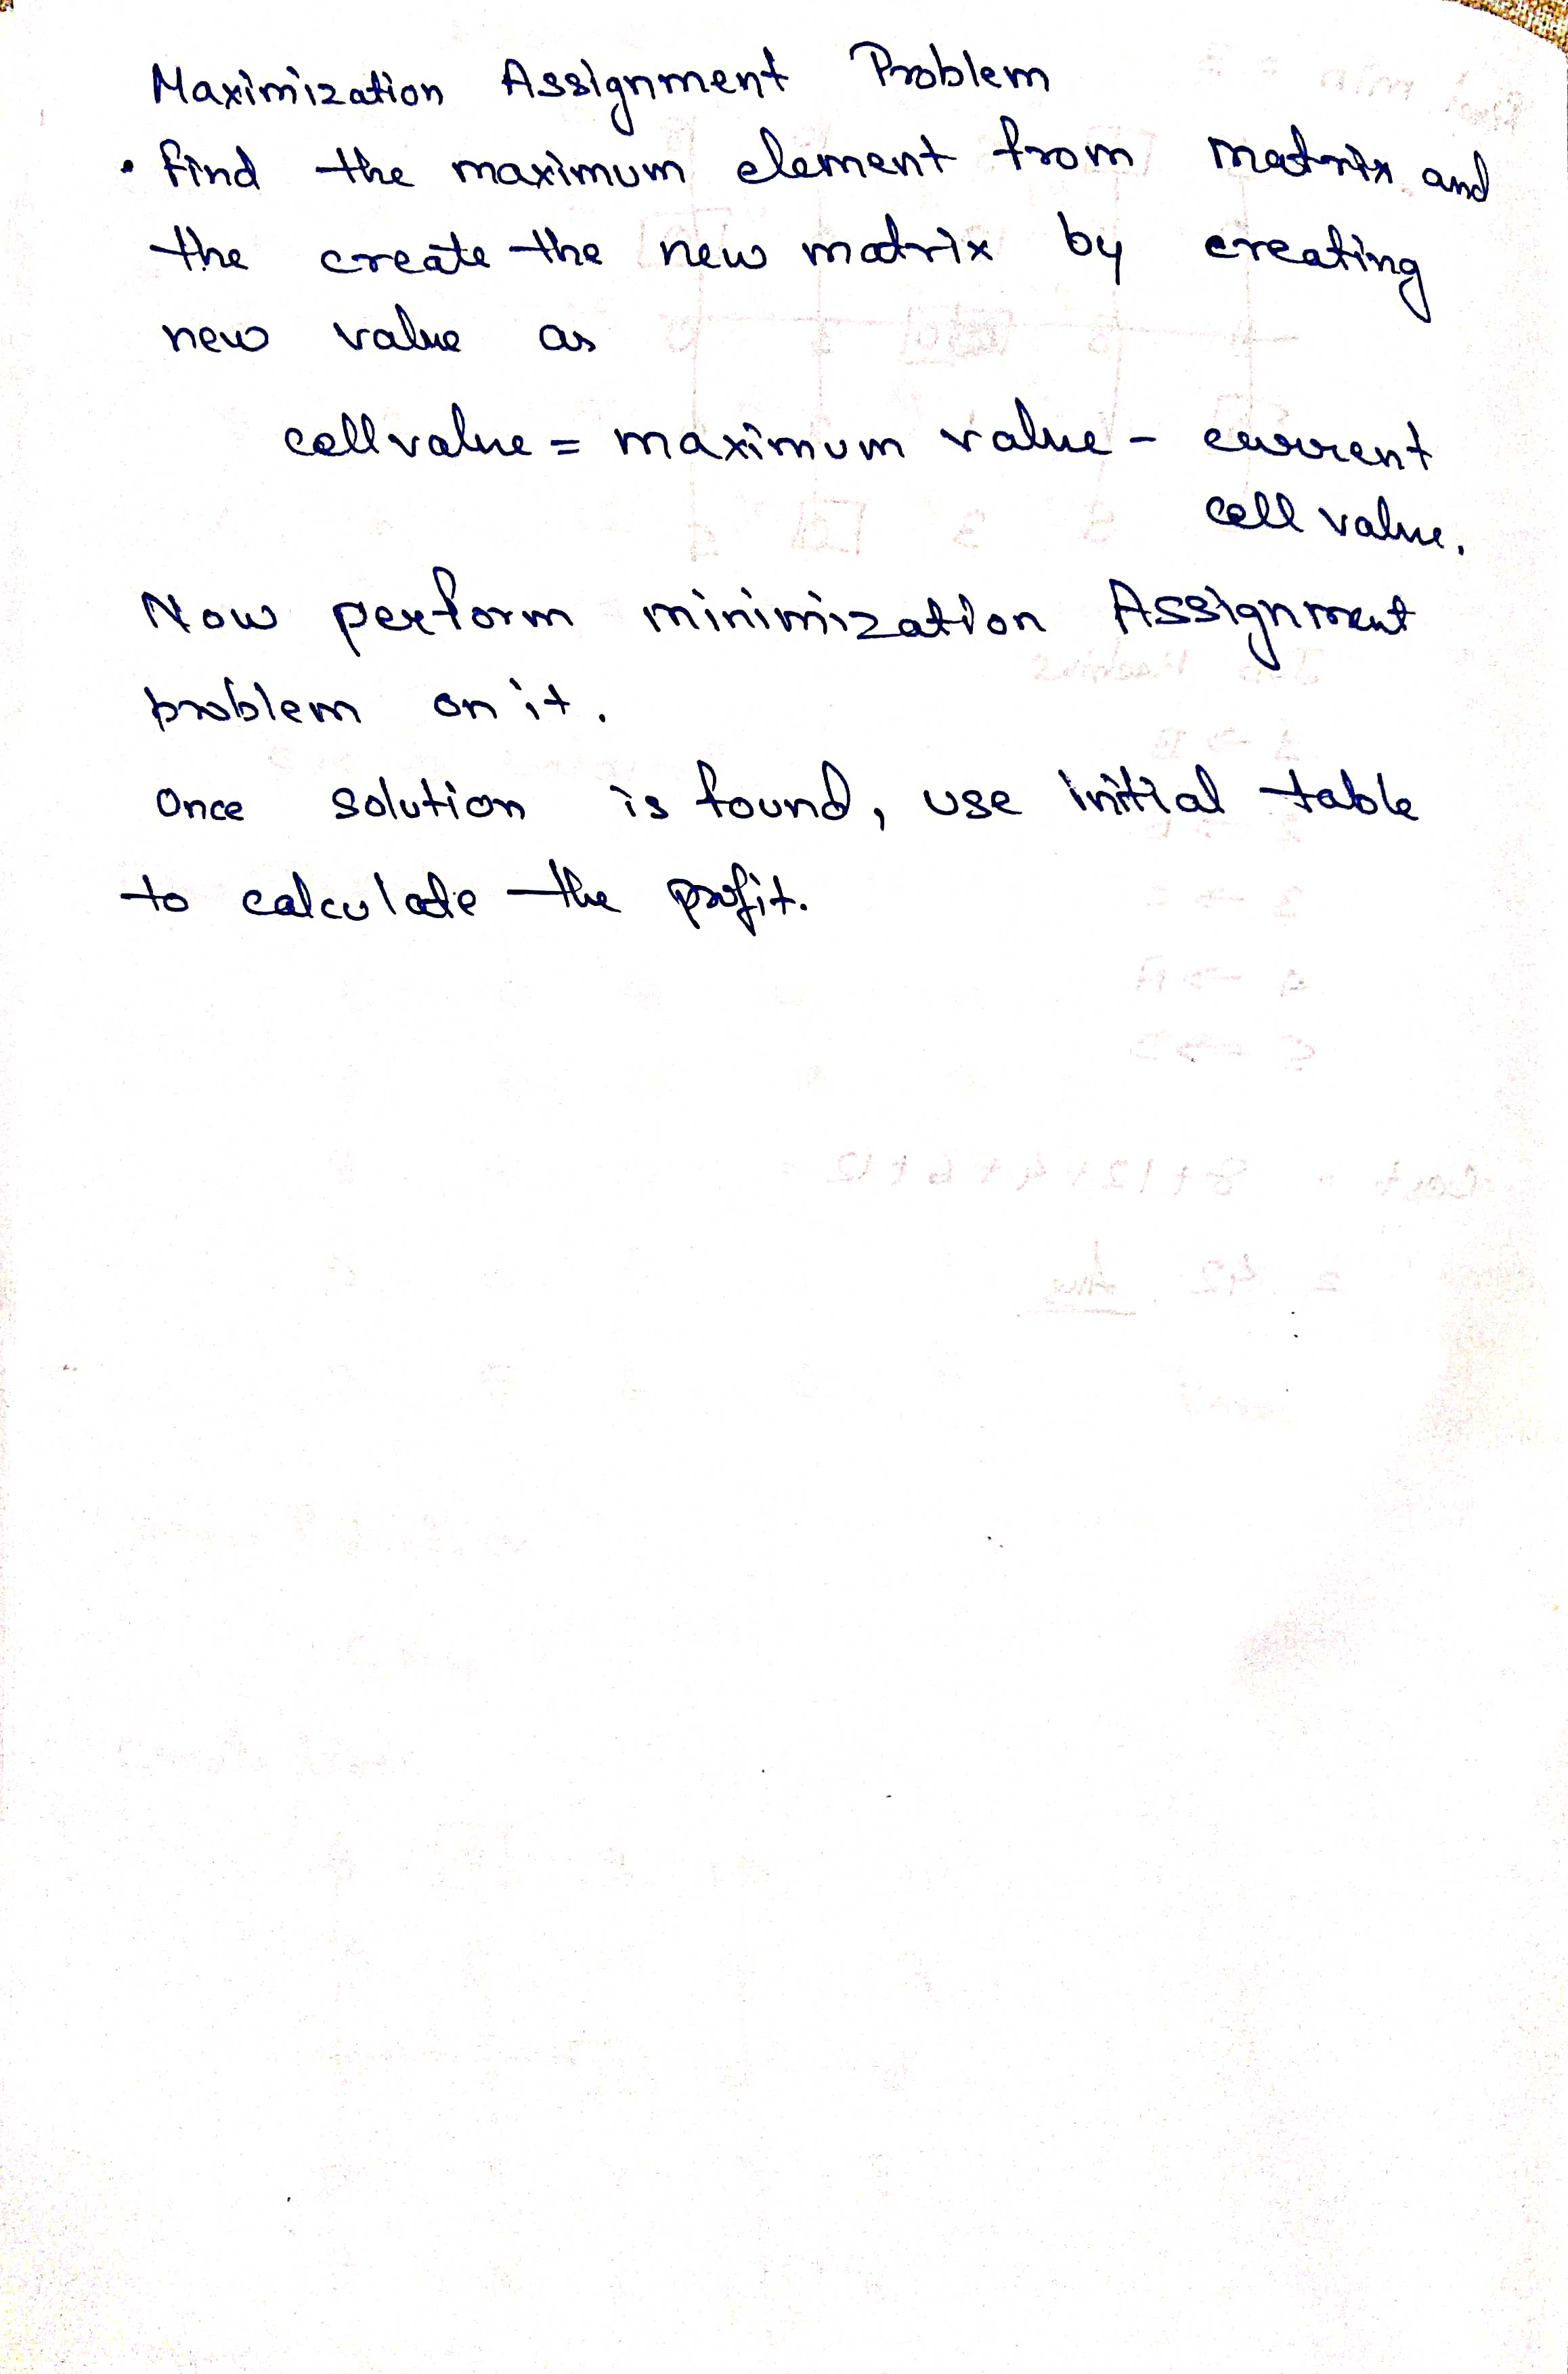 Maximization Assignment Problem
• find the maximum element from matrix and
the create the new matrix by creating
new value as
cell value = maximum value - current
cell value.
Now perform minimization Assignment
problem on it.
Once solution is found, use initial table
to calculate the profit.